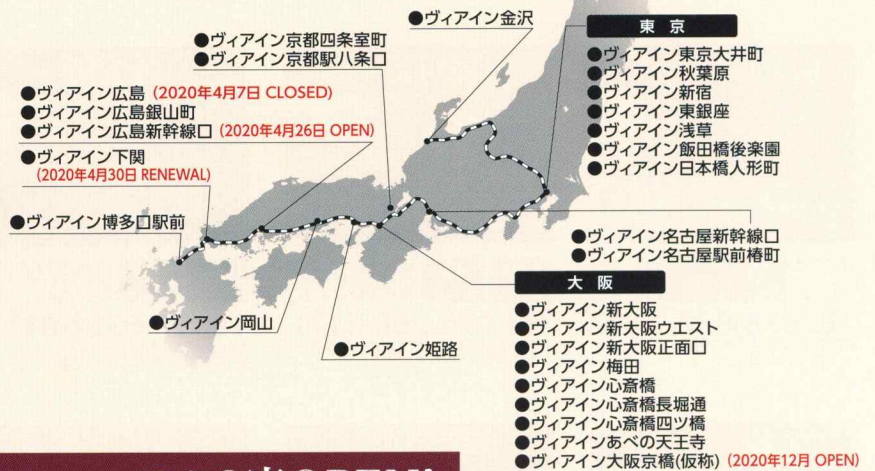 ●ヴィアイン金沢
●ヴィアイン京都四条室町
●ヴィアイン京都駅八条口
●ヴィアイン広島 (2020年4月7日 CLOSED)
●ヴィアイン広島銀山町
●ヴィアイン広島新幹線口 (2020年4月26日 OPEN)
●ヴィアイン下関
(2020年4月30日 RENEWAL)
●ヴィアイン博多口駅前
●ヴィアイン岡山
●ヴィアイン姫路
東 京
●ヴィアイン東京大井町
●ヴィアイン秋葉原
●ヴィアイン新宿
●ヴィアイン東銀座
●ヴィアイン浅草
●ヴィアイン飯田橋後楽園
●ヴィアイン日本橋人形町
●ヴィアイン名古屋新幹線口
●ヴィアイン名古屋駅前椿町
大 阪
●ヴィアイン新大阪
●ヴィアイン新大阪ウエスト
●ヴィアイン新大阪正面口
●ヴィアイン梅田
●ヴィアイン心斎橋
●ヴィアイン心斎橋長堀通
●ヴィアイン心斎橋四ツ橋
●ヴィアインあべの天王寺
●ヴィアイン大阪京橋(仮称) (2020年12月 OPEN)